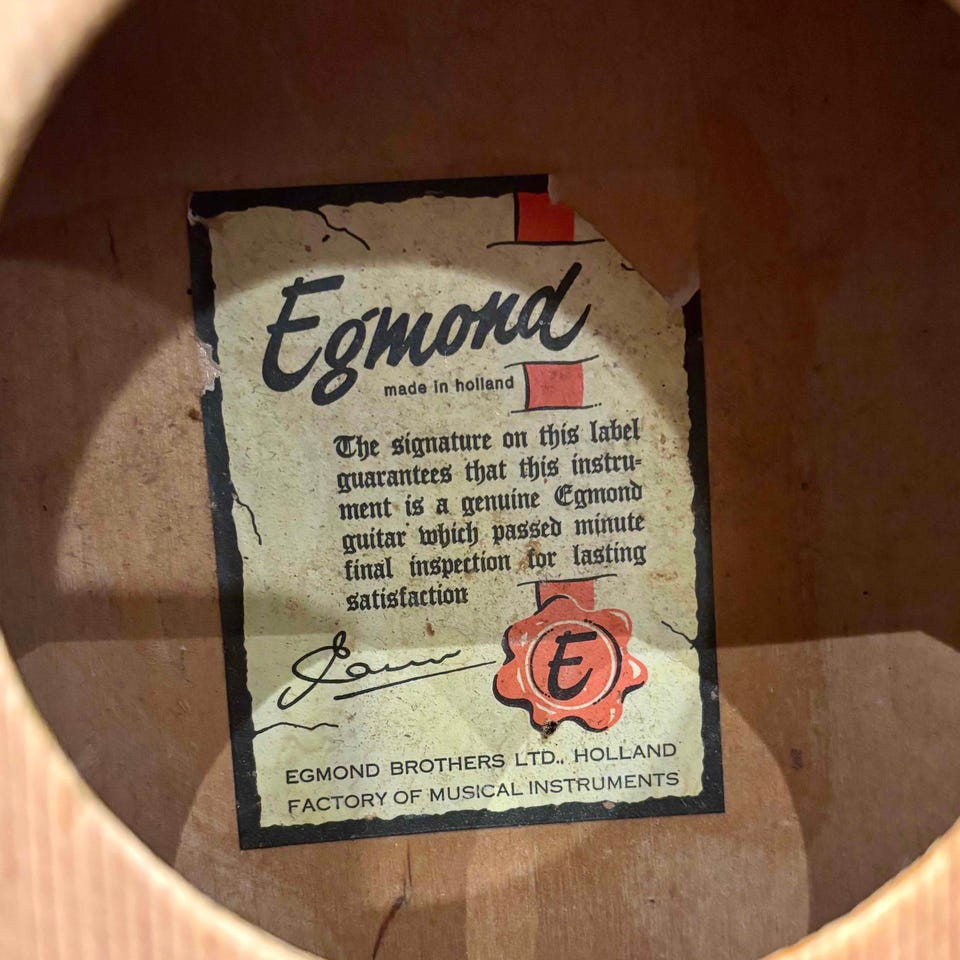 Egmond
made in holland
The signature on this label
guarantees that this instru-
ment is a genuine Egmond
guitar which passed minute
final inspection for lasting
satisfaction
E
EGMOND BROTHERS LTD., HOLLAND
FACTORY OF MUSICAL INSTRUMENTS